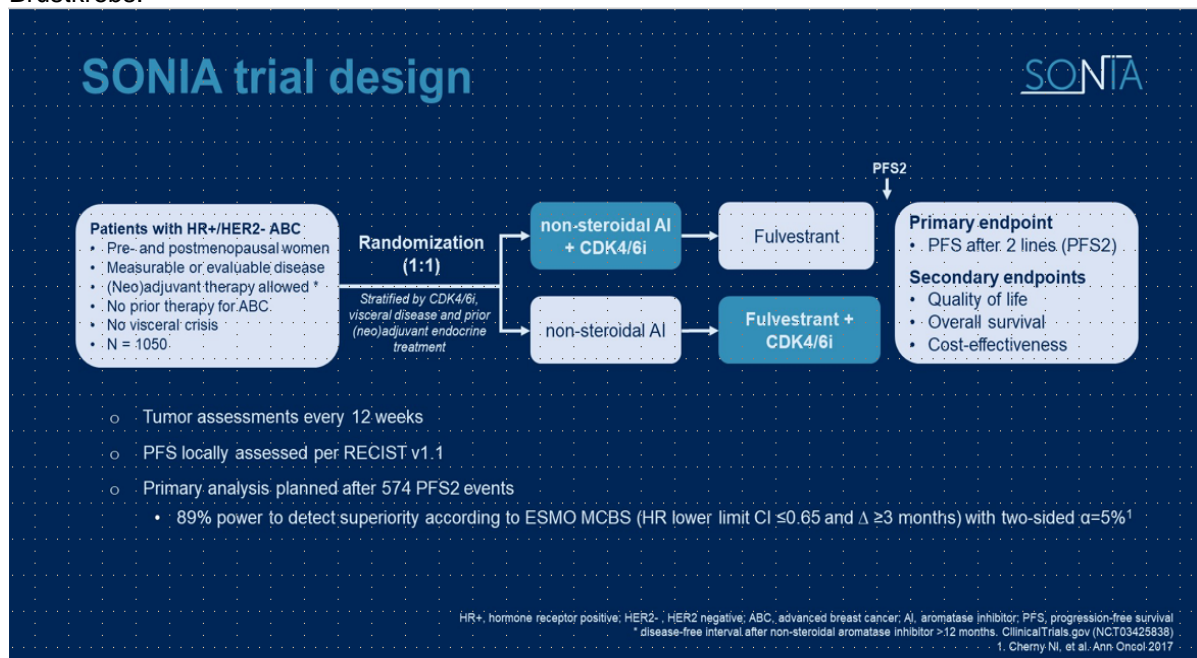 Brustkrebs.
SONIA trial design
SONIA
PFS2
Patients with HR+/HER2- ABC
• Pre- and postmenopausal women
• Measurable or evaluable disease
• (Neo)adjuvant therapy allowed *
• No prior therapy for ABC
• No visceral crisis
• N = 1050
Randomization
(1:1)
Stratified by CDK4/6i,
visceral disease and prior
(neo)adjuvant endocrine
treatment
non-steroidal AI
+ CDK4/6i
Fulvestrant
non-steroidal AI
Fulvestrant +
CDK4/6i
Primary endpoint
• PFS after 2 lines (PFS2)
Secondary endpoints
• Quality of life
• Overall survival
• Cost-effectiveness
o Tumor assessments every 12 weeks
o PFS locally assessed per RECIST v1.1
o Primary analysis planned after 574 PFS2 events
• 89% power to detect superiority according to ESMO MCBS (HR lower limit CI ≤0.65 and Δ ≥3 months) with two-sided α=5%¹
HR+, hormone receptor positive; HER2- , HER2 negative; ABC, advanced breast cancer; AI, aromatase inhibitor; PFS, progression-free survival
* disease-free interval after non-steroidal aromatase inhibitor >12 months. CllinicalTrials.gov (NCT03425838)
1. Cherny NI, et al. Ann Oncol 2017